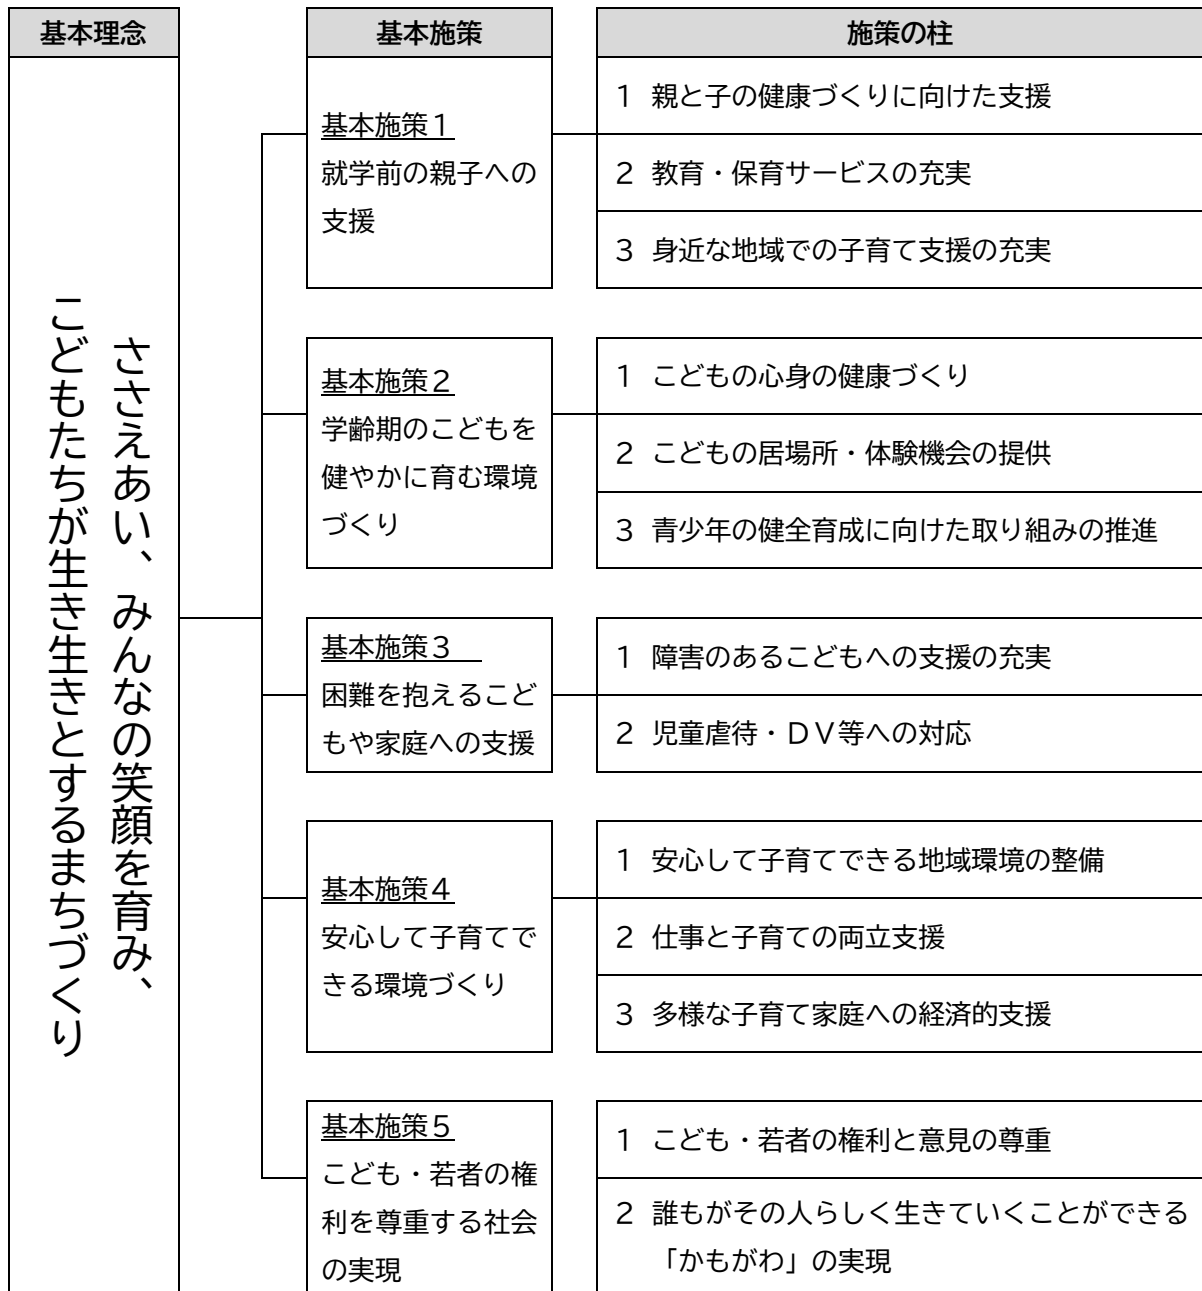 基本理念
基本施策
施策の柱
ささえあい、みんなの笑顔を育み、
こどもたちが生き生きとするまちづくり
基本施策１
就学前の親子への
支援
１ 親と子の健康づくりに向けた支援
２ 教育・保育サービスの充実
３ 身近な地域での子育て支援の充実
基本施策２
学齢期のこどもを
健やかに育む環境
づくり
１ こどもの心身の健康づくり
２ こどもの居場所・体験機会の提供
３ 青少年の健全育成に向けた取り組みの推進
基本施策３
困難を抱えるこど
もや家庭への支援
１ 障害のあるこどもへの支援の充実
２ 児童虐待・ＤＶ等への対応
基本施策４
安心して子育てで
きる環境づくり
１ 安心して子育てできる地域環境の整備
２ 仕事と子育ての両立支援
３ 多様な子育て家庭への経済的支援
基本施策５
こども・若者の権
利を尊重する社会
の実現
１ こども・若者の権利と意見の尊重
２ 誰もがその人らしく生きていくことができる
「かもがわ」の実現